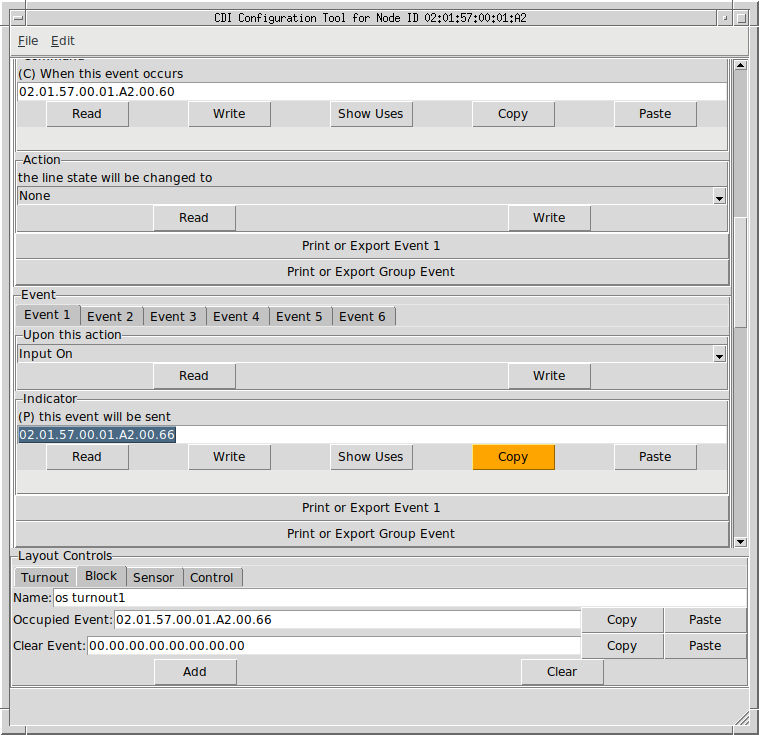 CDI Configuration Tool for Node ID 02:01:57:00:01:A2
File Edit
Command
(C) When this event occurs
02.01.57.00.01.A2.00.60
Read Write Show Uses Copy Paste
Action
the line state will be changed to
None
Read Write
Print or Export Event 1
Print or Export Group Event
Event
Event 1 Event 2 Event 3 Event 4 Event 5 Event 6
Upon this action
Input On
Read Write
Indicator
(P) this event will be sent
02.01.57.00.01.A2.00.66
Read Write Show Uses Copy Paste
Print or Export Event 1
Print or Export Group Event
Layout Controls
Turnout Block Sensor Control
Name: os turnout1
Occupied Event: 02.01.57.00.01.A2.00.66 Copy Paste
Clear Event: 00.00.00.00.00.00.00.00 Copy Paste
Add Clear